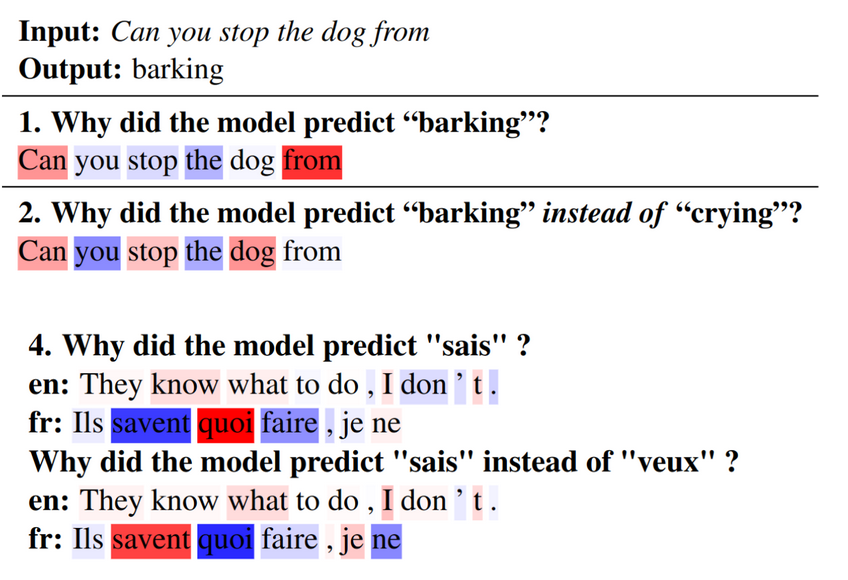 Input: Can you stop the dog from
Output: barking
1. Why did the model predict “barking”?
Can you stop the dog from
2. Why did the model predict “barking” instead of “crying”?
Can you stop the dog from
4. Why did the model predict "sais" ?
en: They know what to do , I don ’ t .
fr: Ils savent quoi faire , je ne
Why did the model predict "sais" instead of "veux" ?
en: They know what to do , I don ’ t .
fr: Ils savent quoi faire , je ne